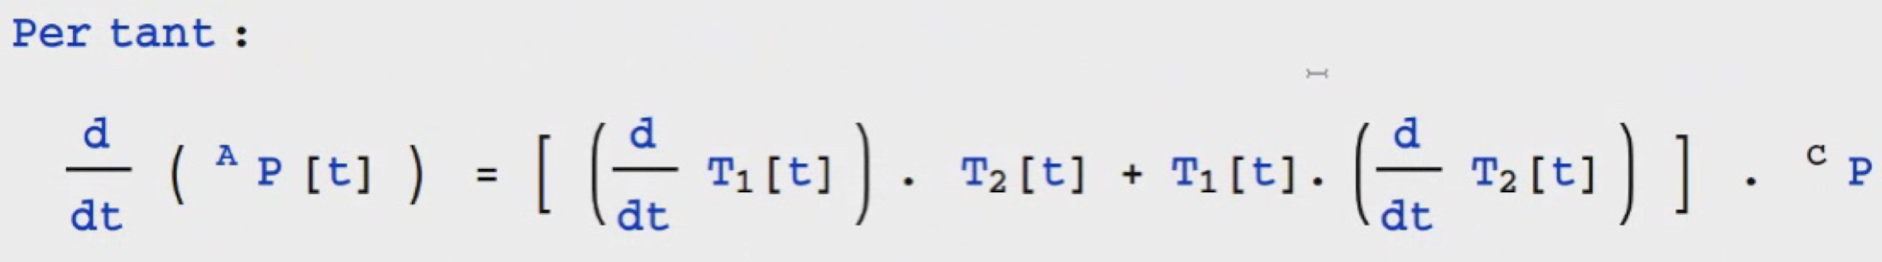 Per tant :
d/dt ( ᴬ P [t] ) = [ ( d/dt T₁[t] ) . T₂[t] + T₁[t]. ( d/dt T₂[t] ) ] . ᶜ P